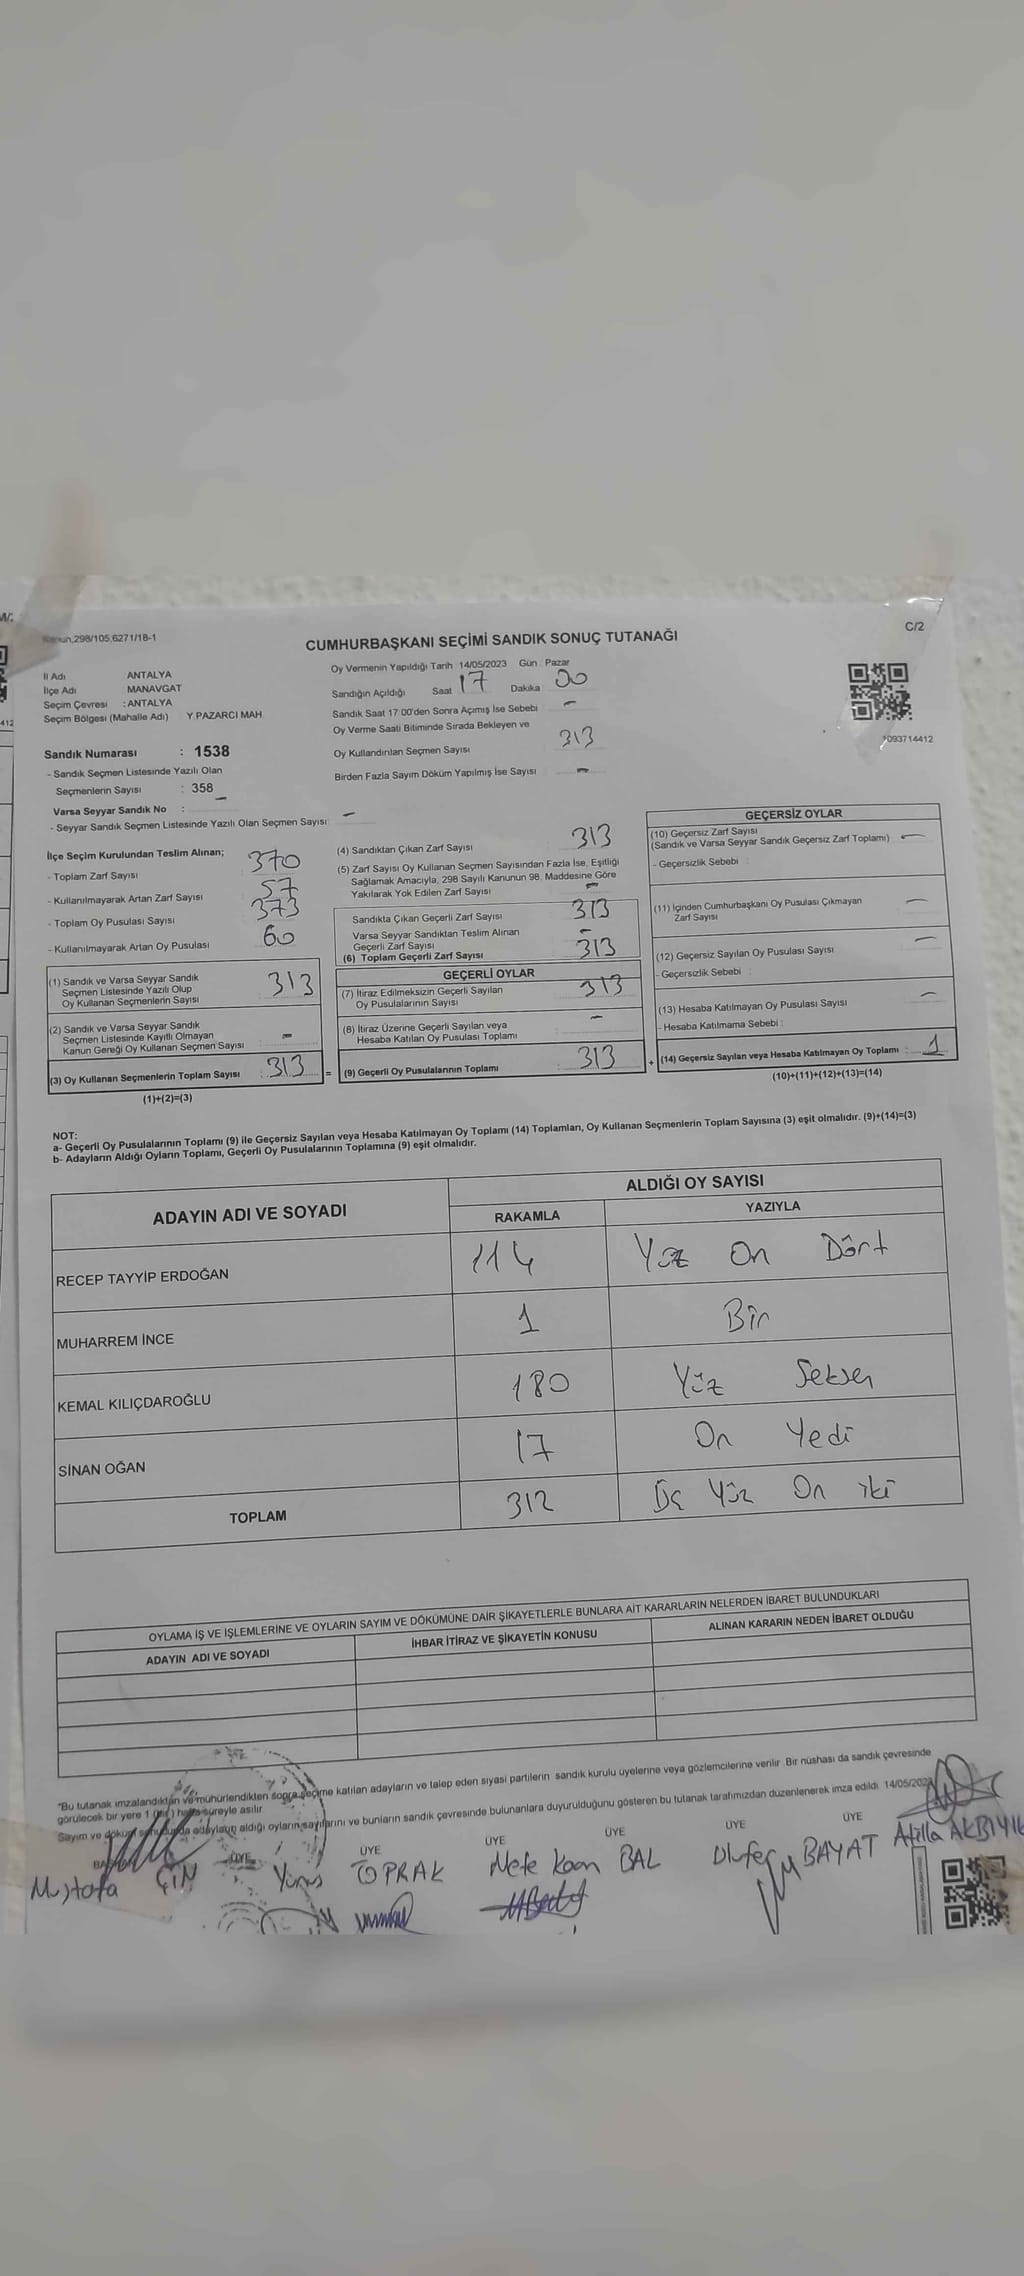 Kanun,298/105,6271/18-1
C/2
CUMHURBAŞKANI SEÇİMİ SANDIK SONUÇ TUTANAĞI
İl Adı ANTALYA
İlçe Adı MANAVGAT
Seçim Çevresi : ANTALYA
Seçim Bölgesi (Mahalle Adı) Y.PAZARCI MAH.
Sandık Numarası : 1538
- Sandık Seçmen Listesinde Yazılı Olan
Seçmenlerin Sayısı : 358
Varsa Seyyar Sandık No : -
- Seyyar Sandık Seçmen Listesinde Yazılı Olan Seçmen Sayısı: -
Oy Vermenin Yapıldığı Tarih 14/05/2023 Gün : Pazar
Sandığın Açıldığı Saat 17 Dakika 00
Sandık Saat 17:00'den Sonra Açımış İse Sebebi -
Oy Verme Saati Bitiminde Sırada Bekleyen ve
Oy Kullandırılan Seçmen Sayısı 313
Birden Fazla Sayım Döküm Yapılmış İse Sayısı -
1093714412
İlçe Seçim Kurulundan Teslim Alınan;
- Toplam Zarf Sayısı 370
- Kullanılmayarak Artan Zarf Sayısı 57
- Toplam Oy Pusulası Sayısı 373
- Kullanılmayarak Artan Oy Pusulası 60
(1) Sandık ve Varsa Seyyar Sandık
Seçmen Listesinde Yazılı Olup
Oy Kullanan Seçmenlerin Sayısı 313
(2) Sandık ve Varsa Seyyar Sandık
Seçmen Listesinde Kayıtlı Olmayan
Kanun Gereği Oy Kullanan Seçmen Sayısı -
(3) Oy Kullanan Seçmenlerin Toplam Sayısı : 313 =
(1)+(2)=(3)
(4) Sandıktan Çıkan Zarf Sayısı 313
(5) Zarf Sayısı Oy Kullanan Seçmen Sayısından Fazla İse, Eşitliği
Sağlamak Amacıyla, 298 Sayılı Kanunun 98. Maddesine Göre
Yakılarak Yok Edilen Zarf Sayısı -
Sandıkta Çıkan Geçerli Zarf Sayısı 313
Varsa Seyyar Sandıktan Teslim Alınan
Geçerli Zarf Sayısı -
(6) Toplam Geçerli Zarf Sayısı 313
GEÇERLİ OYLAR
(7) İtiraz Edilmeksizin Geçerli Sayılan
Oy Pusulalarının Sayısı 313
(8) İtiraz Üzerine Geçerli Sayılan veya
Hesaba Katılan Oy Pusulası Toplamı -
(9) Geçerli Oy Pusulalarının Toplamı 313 +
GEÇERSİZ OYLAR
(10) Geçersiz Zarf Sayısı
(Sandık ve Varsa Seyyar Sandık Geçersiz Zarf Toplamı) -
- Geçersizlik Sebebi :
(11) İçinden Cumhurbaşkanı Oy Pusulası Çıkmayan
Zarf Sayısı -
(12) Geçersiz Sayılan Oy Pusulası Sayısı -
- Geçersizlik Sebebi :
(13) Hesaba Katılmayan Oy Pusulası Sayısı -
- Hesaba Katılmama Sebebi :
(14) Geçersiz Sayılan veya Hesaba Katılmayan Oy Toplamı : 1
(10)+(11)+(12)+(13)=(14)
NOT:
a- Geçerli Oy Pusulalarının Toplamı (9) ile Geçersiz Sayılan veya Hesaba Katılmayan Oy Toplamı (14) Toplamları, Oy Kullanan Seçmenlerin Toplam Sayısına (3) eşit olmalıdır. (9)+(14)=(3)
b- Adayların Aldığı Oyların Toplamı, Geçerli Oy Pusulalarının Toplamına (9) eşit olmalıdır.
ADAYIN ADI VE SOYADI ALDIĞI OY SAYISI
RAKAMLA YAZIYLA
RECEP TAYYİP ERDOĞAN 114 Yüz On Dört
MUHARREM İNCE 1 Bir
KEMAL KILIÇDAROĞLU 180 Yüz Seksen
SİNAN OĞAN 17 On Yedi
TOPLAM 312 Üç Yüz On iki
OYLAMA İŞ VE İŞLEMLERİNE VE OYLARIN SAYIM VE DÖKÜMÜNE DAİR ŞİKAYETLERLE BUNLARA AİT KARARLARIN NELERDEN İBARET BULUNDUKLARI
ADAYIN ADI VE SOYADI İHBAR İTİRAZ VE ŞİKAYETİN KONUSU ALINAN KARARIN NEDEN İBARET OLDUĞU
"Bu tutanak imzalandıktan ve mühürlendikten sonra seçime katılan adayların ve talep eden siyasi partilerin sandık kurulu üyelerine veya gözlemcilerine verilir. Bir nüshası da sandık çevresinde
görülecek bir yere 1 (Bir) hafta süreyle asılır.
Sayım ve döküm sonucunda adayların aldığı oyların sayılarını ve bunların sandık çevresinde bulunanlara duyurulduğunu gösteren bu tutanak tarafımızdan düzenlenerek imza edildi. 14/05/2023
ÜYE ÜYE ÜYE ÜYE ÜYE ÜYE
Mustafa ÇİN Yunus TOPRAK Mete Kaan BAL BAYAT Atilla AKBIYIK